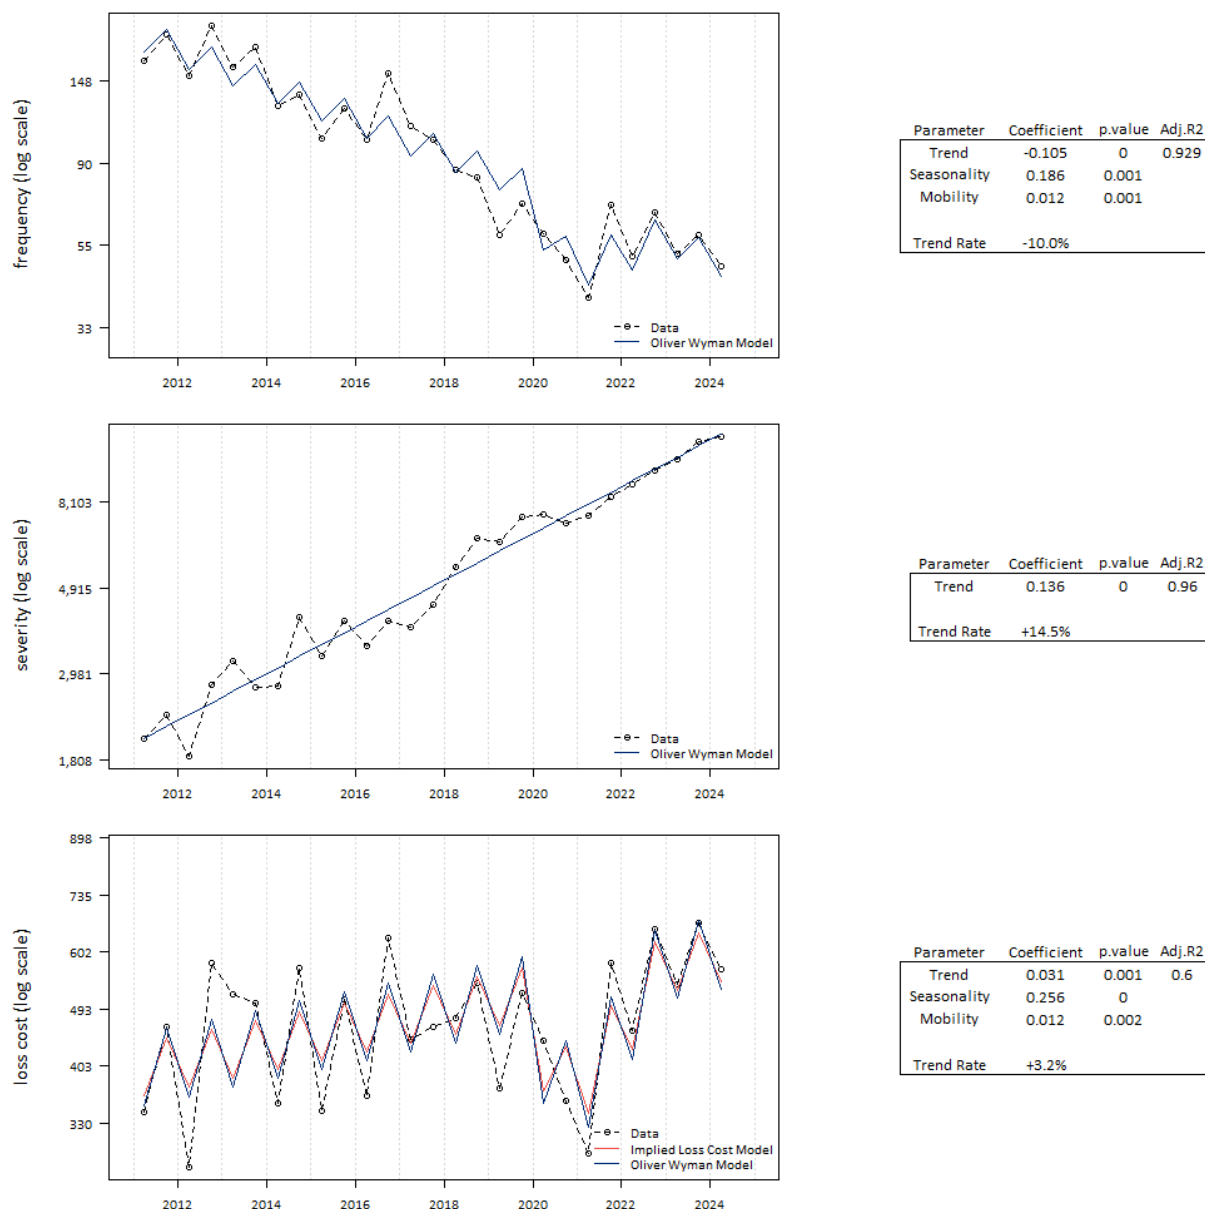 frequency (log scale)
148
90
55
33
Data
Oliver Wyman Model
2012 2014 2016 2018 2020 2022 2024
Parameter Coefficient p.value Adj.R2
Trend -0.105 0 0.929
Seasonality 0.186 0.001
Mobility 0.012 0.001
Trend Rate -10.0%
severity (log scale)
8,103
4,915
2,981
1,808
Data
Oliver Wyman Model
2012 2014 2016 2018 2020 2022 2024
Parameter Coefficient p.value Adj.R2
Trend 0.136 0 0.96
Trend Rate +14.5%
loss cost (log scale)
898
735
602
493
403
330
Data
Implied Loss Cost Model
Oliver Wyman Model
2012 2014 2016 2018 2020 2022 2024
Parameter Coefficient p.value Adj.R2
Trend 0.031 0.001 0.6
Seasonality 0.256 0
Mobility 0.012 0.002
Trend Rate +3.2%